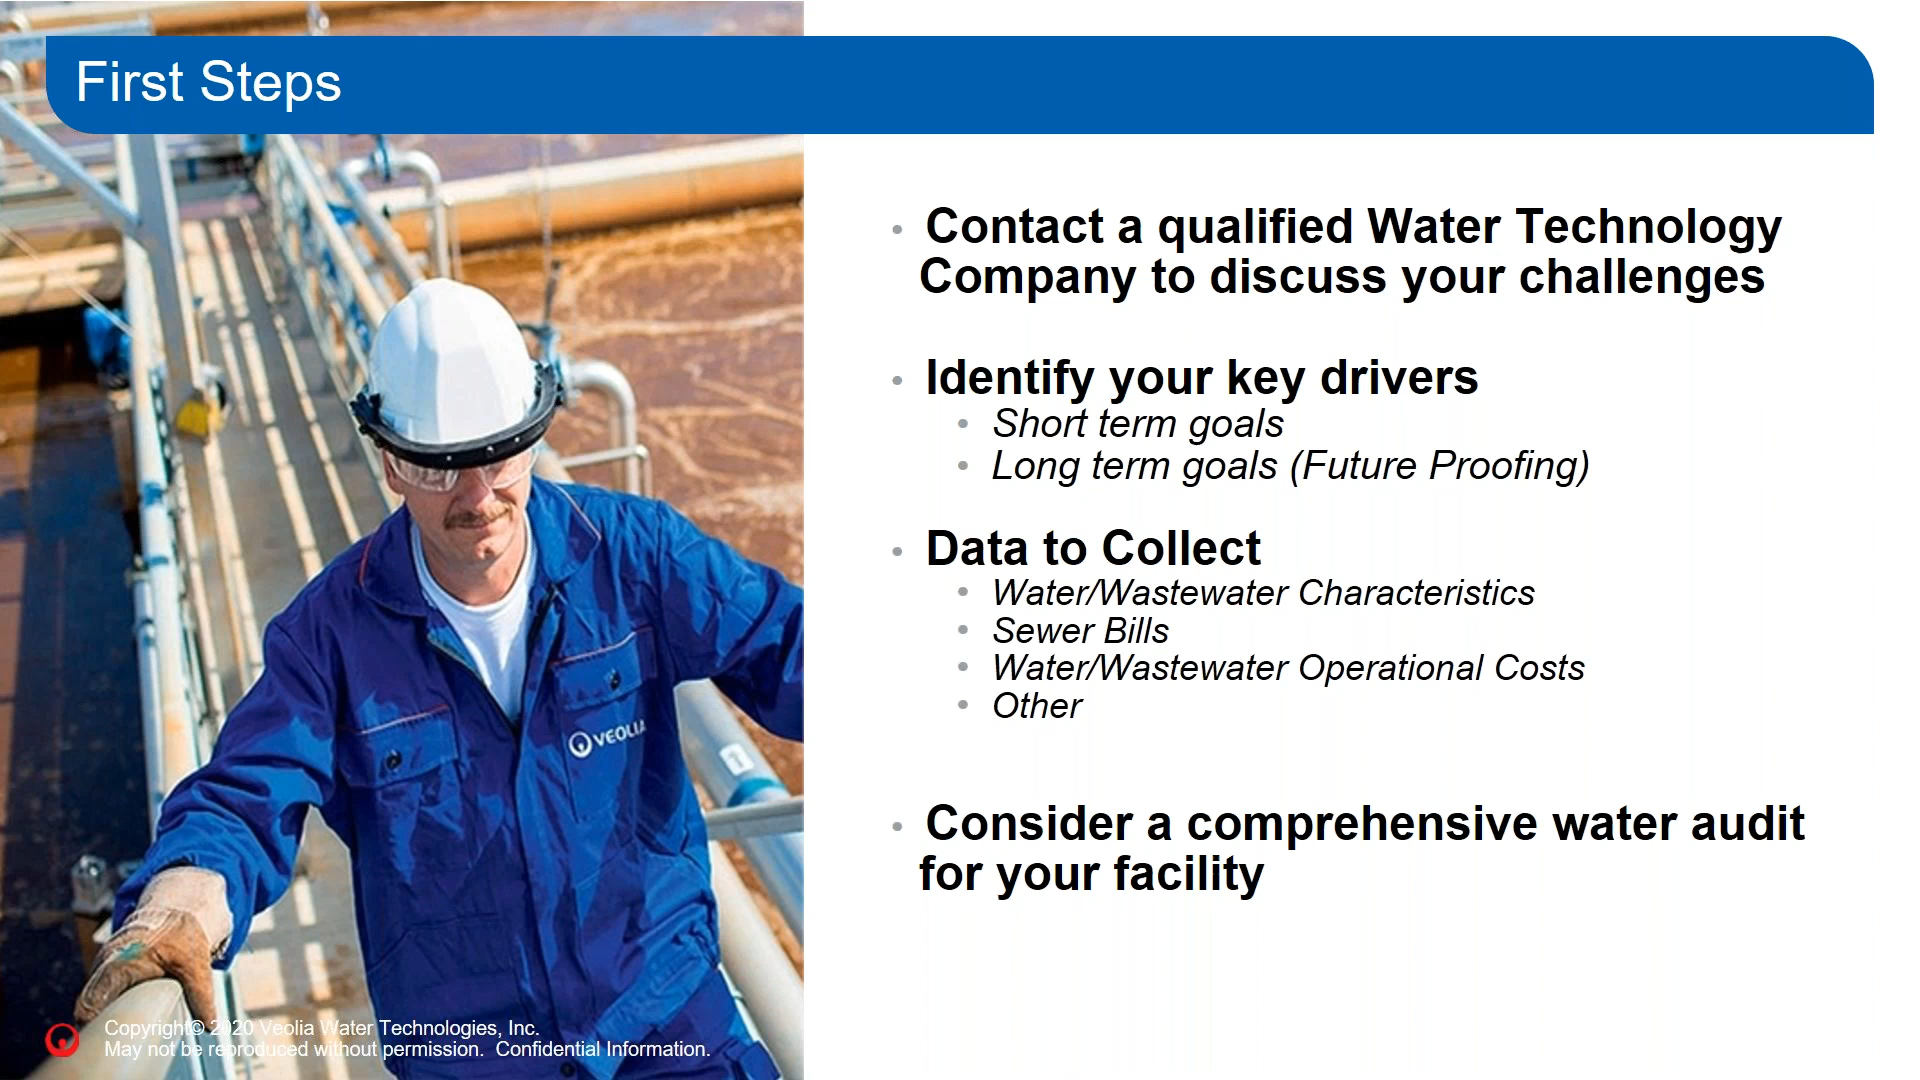 First Steps
• Contact a qualified Water Technology
Company to discuss your challenges
• Identify your key drivers
• Short term goals
• Long term goals (Future Proofing)
• Data to Collect
• Water/Wastewater Characteristics
• Sewer Bills
• Water/Wastewater Operational Costs
• Other
• Consider a comprehensive water audit
for your facility
VEOLIA
Copyright© 2020 Veolia Water Technologies, Inc.
May not be reproduced without permission. Confidential Information.